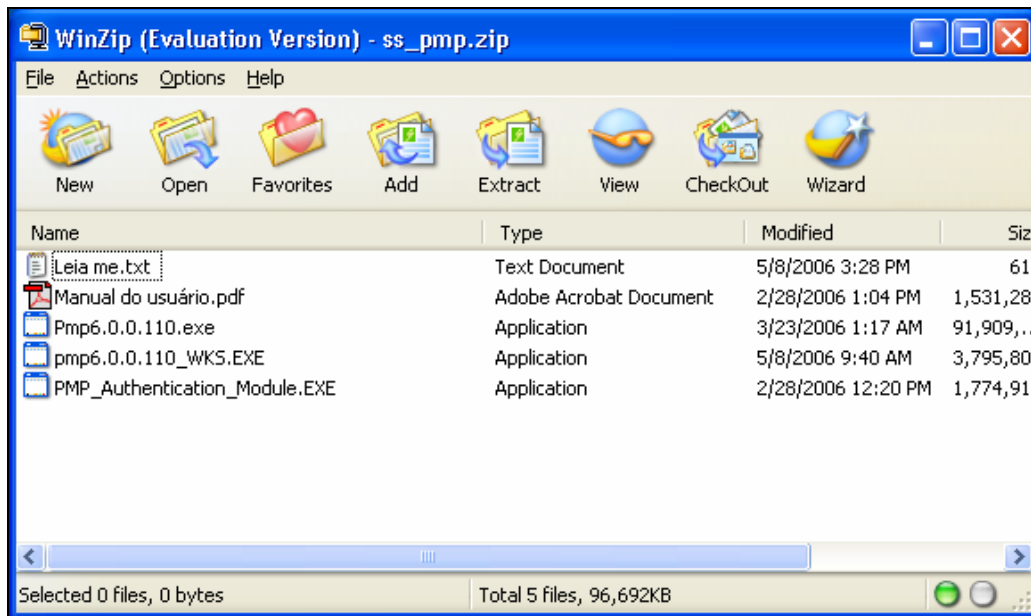 WinZip (Evaluation Version) - ss_pmp.zip
File Actions Options Help
New Open Favorites Add Extract View CheckOut Wizard
Name Type Modified Siz
Leia me.txt Text Document 5/8/2006 3:28 PM 61
Manual do usuário.pdf Adobe Acrobat Document 2/28/2006 1:04 PM 1,531,28
Pmp6.0.0.110.exe Application 3/23/2006 1:17 AM 91,909,..
pmp6.0.0.110_WKS.EXE Application 5/8/2006 9:40 AM 3,795,80
PMP_Authentication_Module.EXE Application 2/28/2006 12:20 PM 1,774,91
Selected 0 files, 0 bytes Total 5 files, 96,692KB